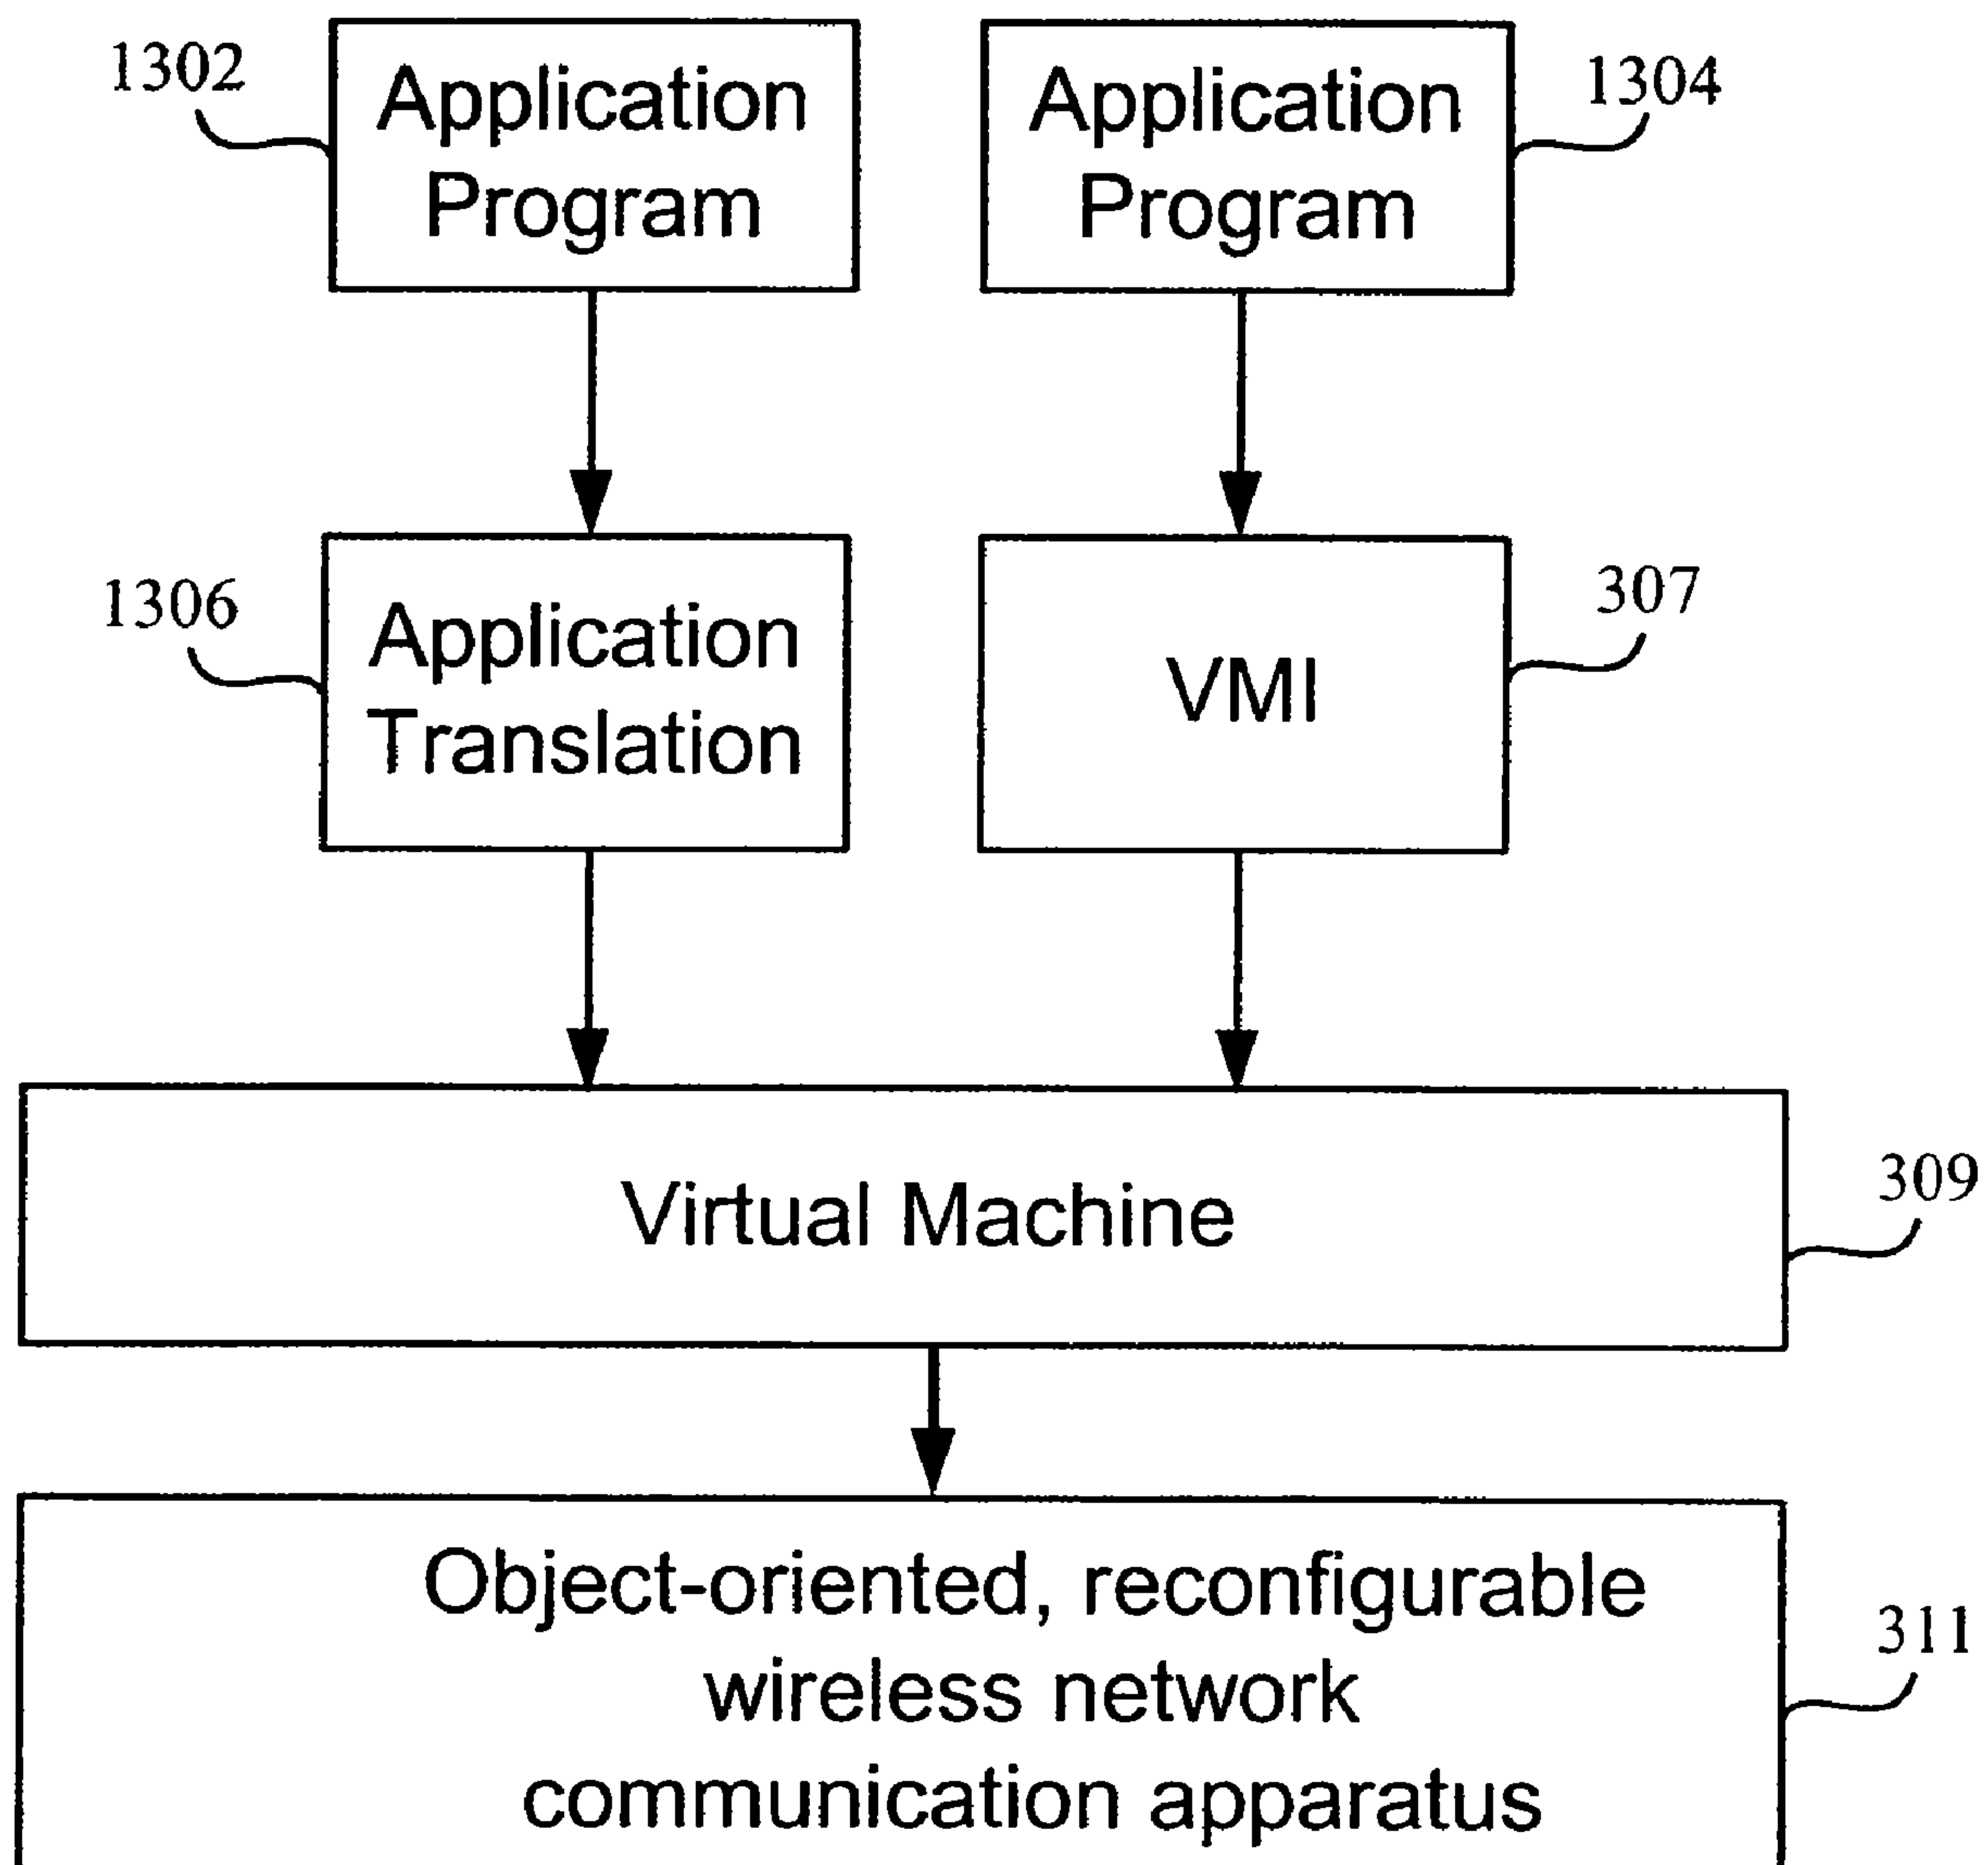 1302
Application
Program
Application
Program
1304
1306
Application
Translation
VMI
307
Virtual Machine
309
Object-oriented, reconfigurable
wireless network
communication apparatus
311